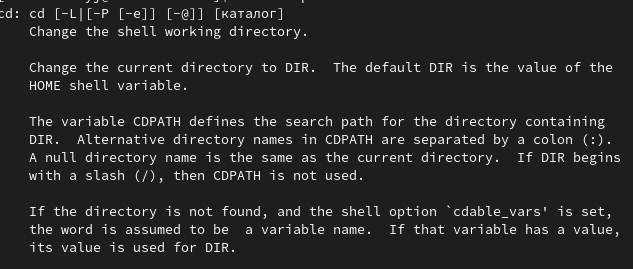 cd: cd [-L|[-P [-e]] [-@]] [каталог]
Change the shell working directory.
Change the current directory to DIR.  The default DIR is the value of the
HOME shell variable.
The variable CDPATH defines the search path for the directory containing
DIR.  Alternative directory names in CDPATH are separated by a colon (:).
A null directory name is the same as the current directory.  If DIR begins
with a slash (/), then CDPATH is not used.
If the directory is not found, and the shell option `cdable_vars' is set,
the word is assumed to be  a variable name.  If that variable has a value,
its value is used for DIR.